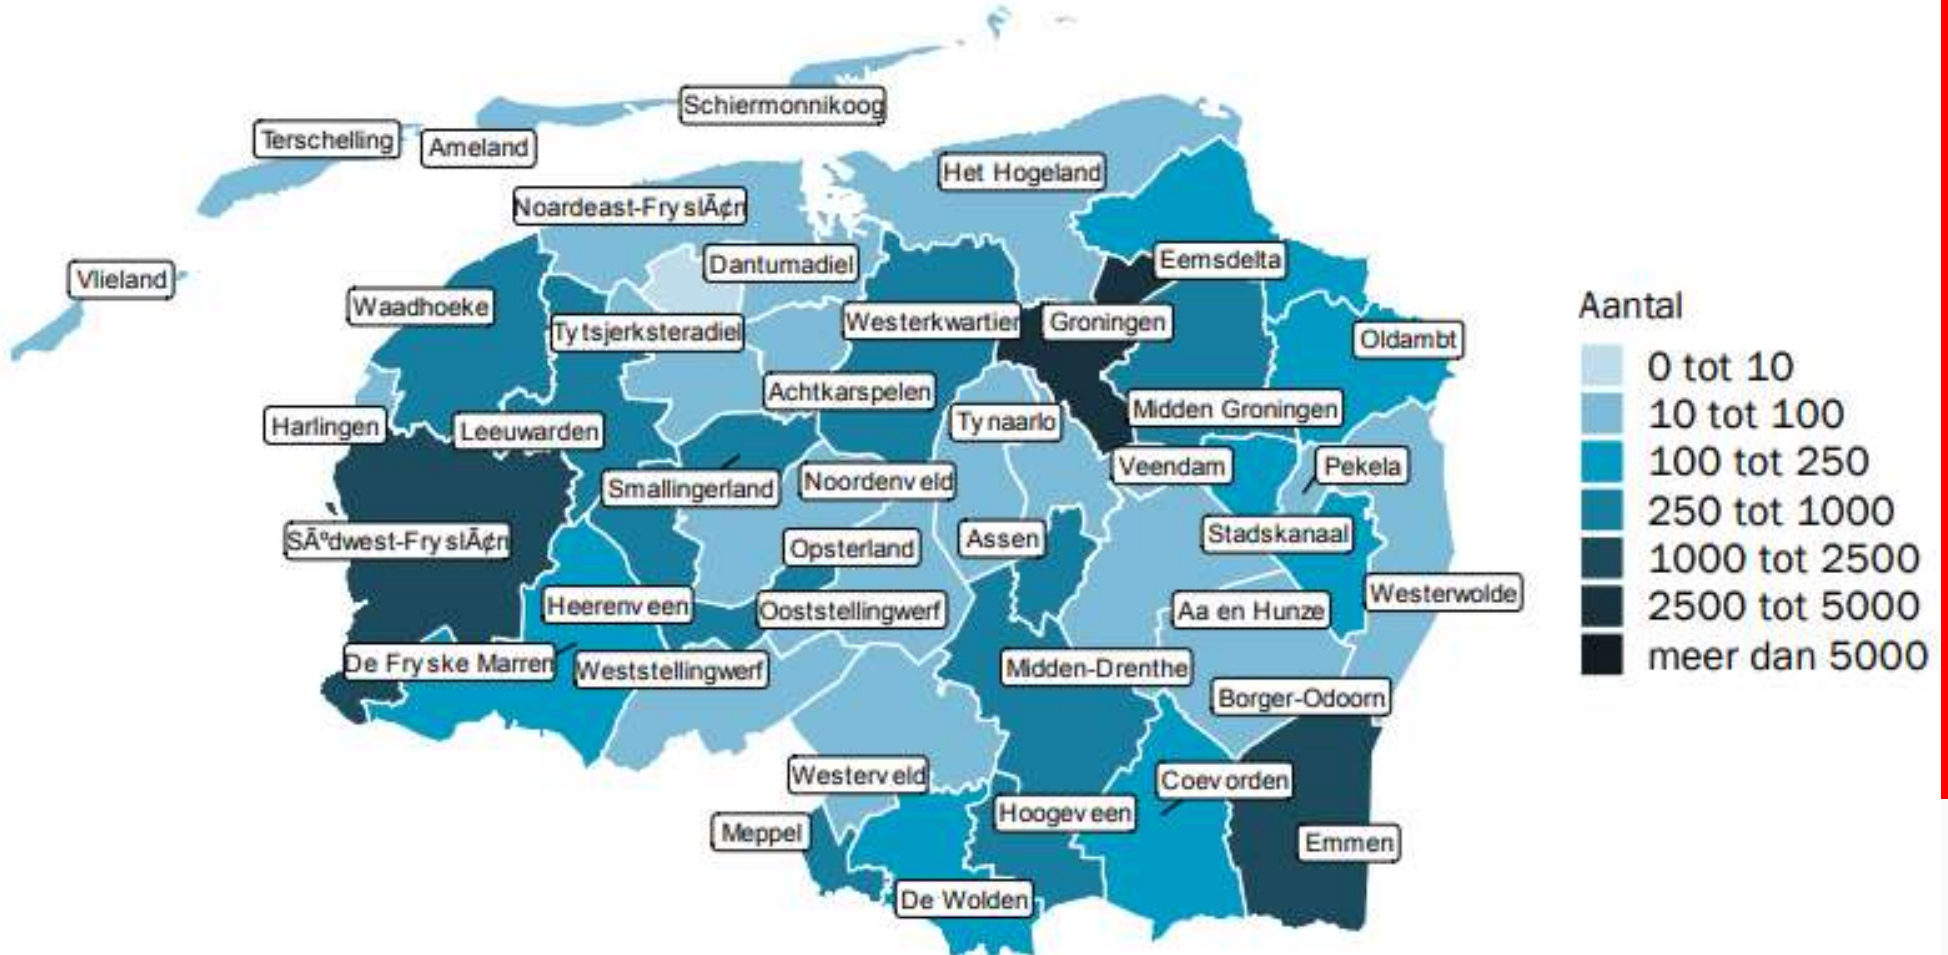 Schiermonnikoog
Terschelling
Ameland
Het Hogeland
Noardeast-FryslÃ¢n
Dantumadiel
Eemsdelta
Vlieland
Waadhoeke
Tytsjerksteradiel
Westerkwartier
Groningen
Oldambt
Achtkarspelen
Harlingen
Leeuwarden
Tynaarlo
Midden Groningen
Smallingerland
Noordenveld
Veendam
Pekela
SÃºdwest-FryslÃ¢n
Opsterland
Assen
Stadskanaal
Heerenveen
Ooststellingwerf
Aa en Hunze
Westerwolde
De Fryske Marren
Weststellingwerf
Midden-Drenthe
Borger-Odoorn
Westerveld
Coevorden
Meppel
Hoogeveen
Emmen
De Wolden
Aantal
0 tot 10
10 tot 100
100 tot 250
250 tot 1000
1000 tot 2500
2500 tot 5000
meer dan 5000